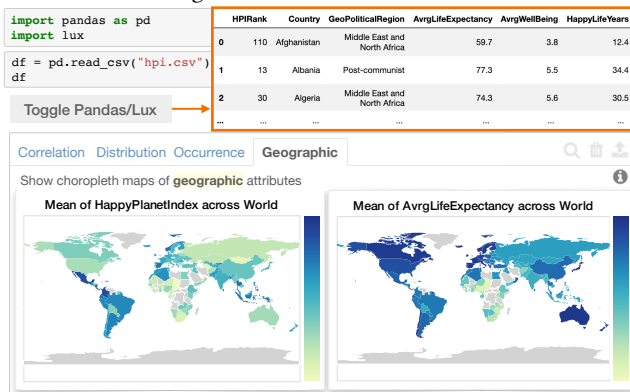 import pandas as pd
import lux
df = pd.read_csv("hpi.csv")
df
Toggle Pandas/Lux
HPIRank Country GeoPoliticalRegion AvrgLifeExpectancy AvrgWellBeing HappyLifeYears
0 110 Afghanistan Middle East and North Africa 59.7 3.8 12.4
1 13 Albania Post-communist 77.3 5.5 34.4
2 30 Algeria Middle East and North Africa 74.3 5.6 30.5
... ... ... ... ... ... ...
Correlation Distribution Occurrence Geographic
Show choropleth maps of geographic attributes
Mean of HappyPlanetIndex across World
Mean of AvrgLifeExpectancy across World